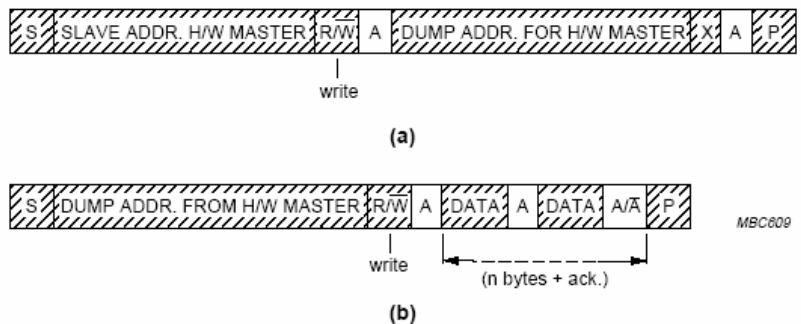 S SLAVE ADDR. H/W MASTER R/W̅ A DUMP ADDR. FOR H/W MASTER X A P
write
(a)
S DUMP ADDR. FROM H/W MASTER R/W̅ A DATA A DATA A/A̅ P
MBC609
write
(n bytes + ack.)
(b)